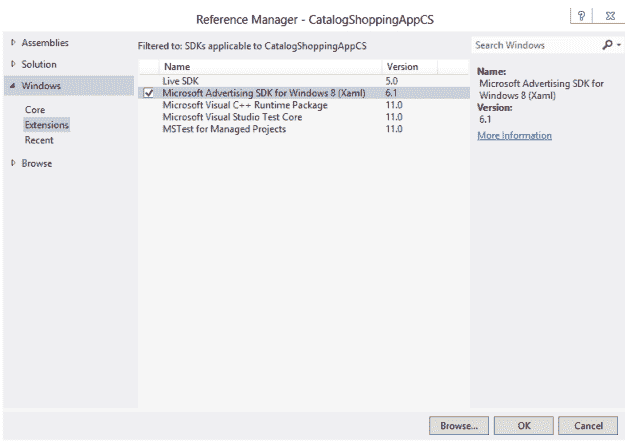 Reference Manager - CatalogShoppingAppCS
?
Assemblies
Solution
Windows
Core
Extensions
Recent
Browse
Filtered to: SDKs applicable to CatalogShoppingAppCS
Name Version
Live SDK 5.0
Microsoft Advertising SDK for Windows 8 (Xaml) 6.1
Microsoft Visual C++ Runtime Package 11.0
Microsoft Visual Studio Test Core 11.0
MSTest for Managed Projects 11.0
Search Windows
Name:
Microsoft Advertising SDK for
Windows 8 (Xaml)
Version:
6.1
More Information
Browse... OK Cancel